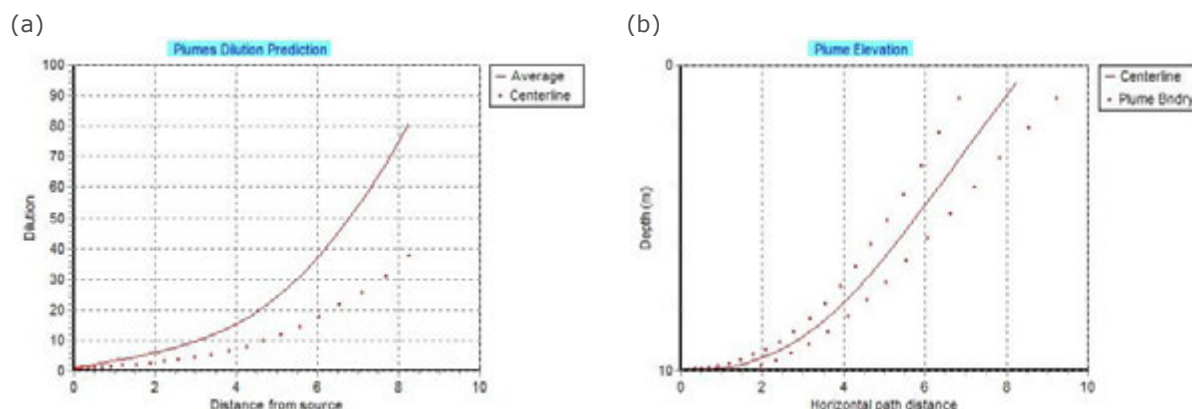 (a)
Plumes Dilution Prediction
Average
Centerline
Dilution
100
90
80
70
60
50
40
30
20
10
0
0 2 4 6 8 10
Distance from source
(b)
Plume Elevation
Centerline
Plume Bndry
Depth (m)
0
10
0 2 4 6 8 10
Horizontal path distance